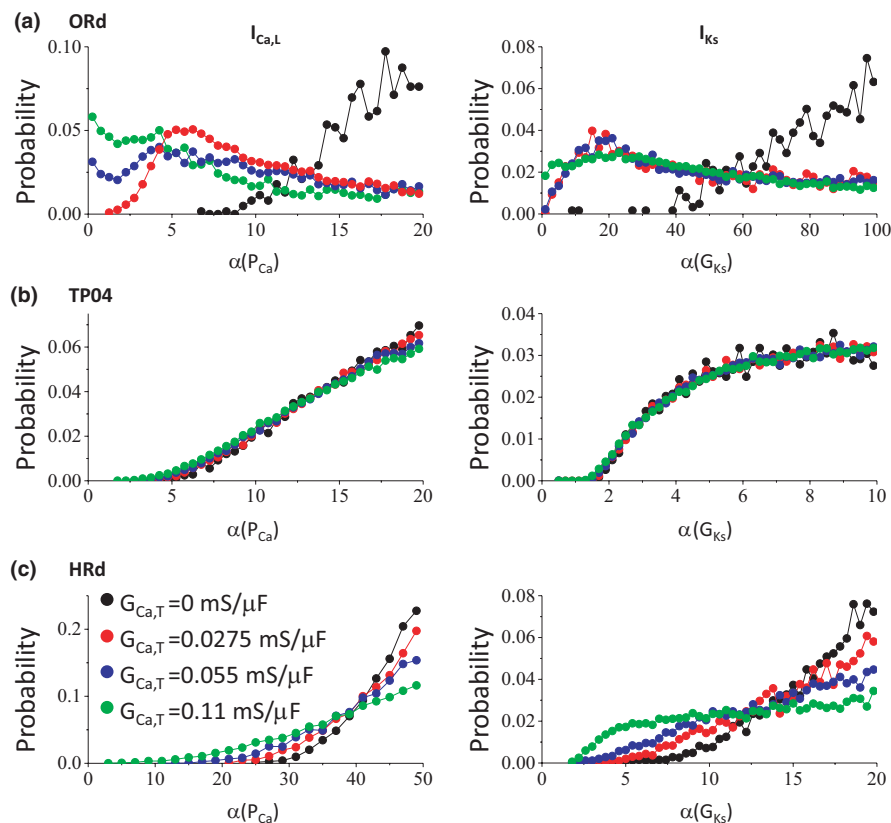 (a) ORd
I_Ca,L
I_Ks
Probability
0.10
0.05
0.00
0 5 10 15 20
α(P_Ca)
Probability
0.08
0.06
0.04
0.02
0.00
0 20 40 60 80 100
α(G_Ks)
(b) TP04
Probability
0.06
0.04
0.02
0.00
0 5 10 15 20
α(P_Ca)
Probability
0.04
0.03
0.02
0.01
0.00
0 2 4 6 8 10
α(G_Ks)
(c) HRd
G_Ca,T=0 mS/μF
G_Ca,T=0.0275 mS/μF
G_Ca,T=0.055 mS/μF
G_Ca,T=0.11 mS/μF
Probability
0.2
0.1
0.0
0 10 20 30 40 50
α(P_Ca)
Probability
0.08
0.06
0.04
0.02
0.00
0 5 10 15 20
α(G_Ks)